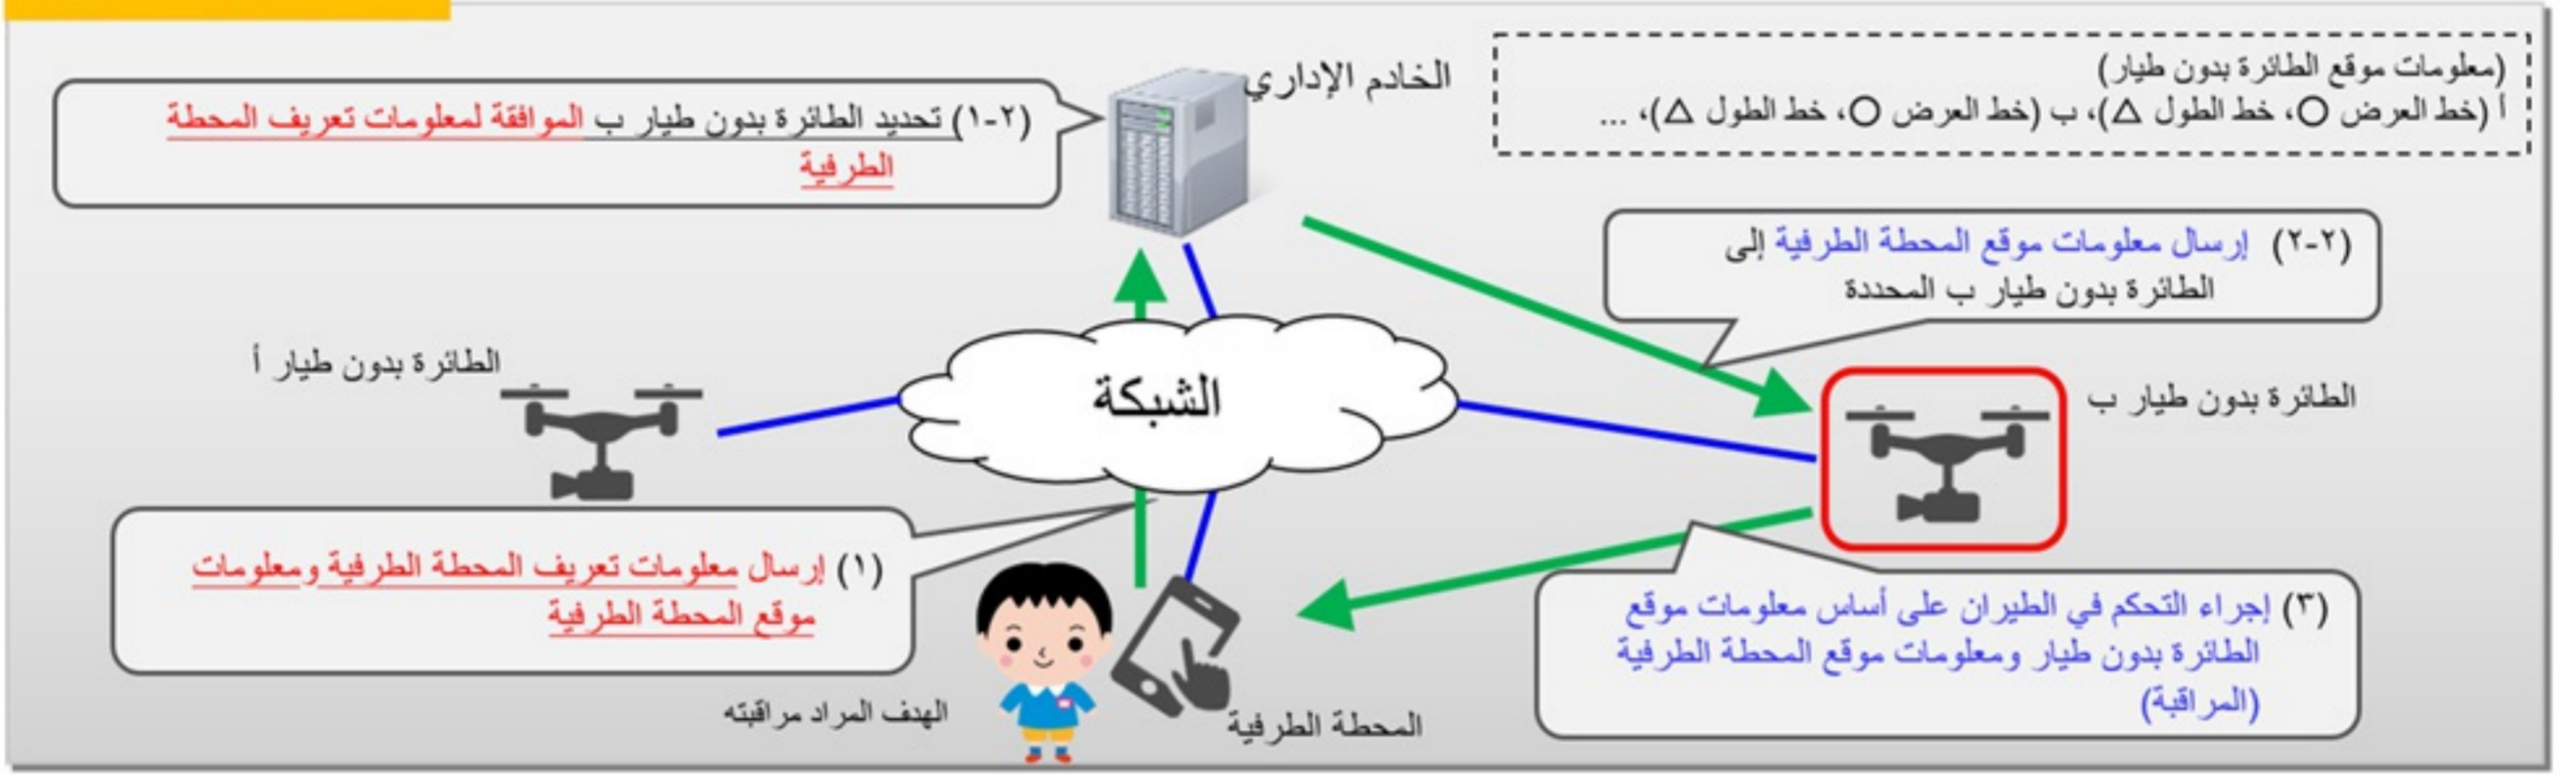 (معلومات موقع الطائرة بدون طيار)
أ (خط العرض ○، خط الطول △)، ب (خط العرض ○، خط الطول △)، ...
الخادم الإداري
(٢-١) تحديد الطائرة بدون طيار ب الموافقة لمعلومات تعريف المحطة
الطرفية
(٢-٢) إرسال معلومات موقع المحطة الطرفية إلى
الطائرة بدون طيار ب المحددة
الطائرة بدون طيار أ
الشبكة
الطائرة بدون طيار ب
(١) إرسال معلومات تعريف المحطة الطرفية ومعلومات
موقع المحطة الطرفية
(٣) إجراء التحكم في الطيران على أساس معلومات موقع
الطائرة بدون طيار ومعلومات موقع المحطة الطرفية
(المراقبة)
المحطة الطرفية
الهدف المراد مراقبته